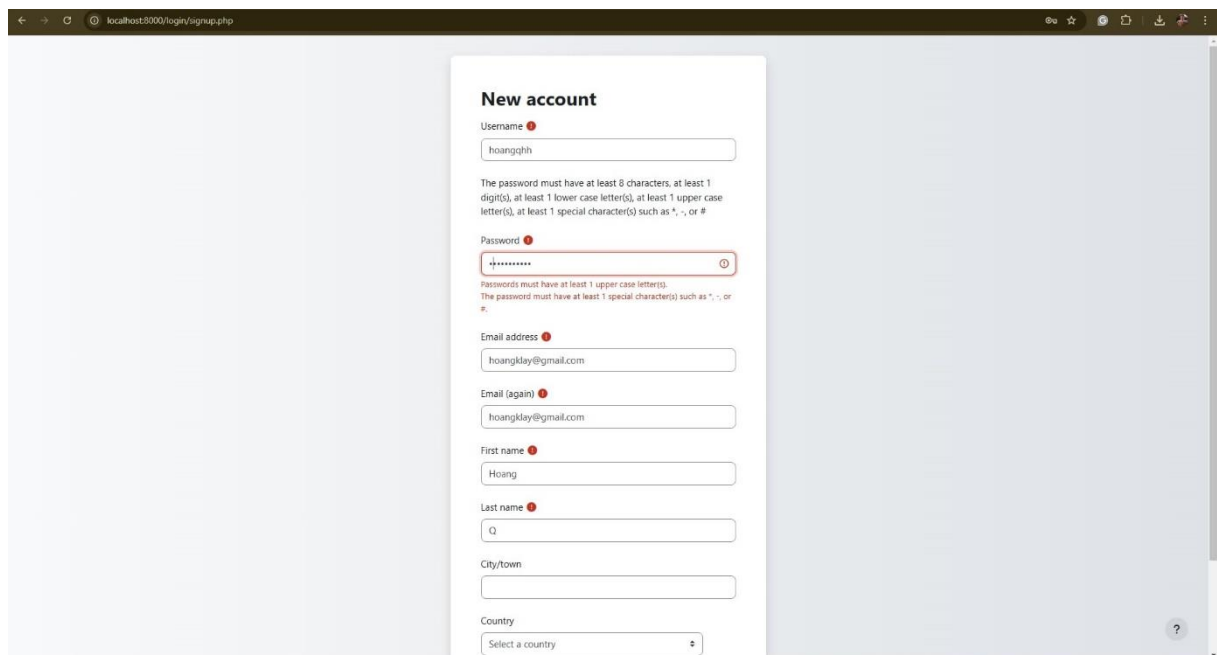 localhost:8000/login/signup.php
New account
Username
hoangqhh
The password must have at least 8 characters, at least 1
digit(s), at least 1 lower case letter(s), at least 1 upper case
letter(s), at least 1 special character(s) such as *, -, or #
Password
Passwords must have at least 1 upper case letter(s).
The password must have at least 1 special character(s) such as *, -, or
#.
Email address
hoangklay@gmail.com
Email (again)
hoangklay@gmail.com
First name
Hoang
Last name
Q
City/town
Country
Select a country
?